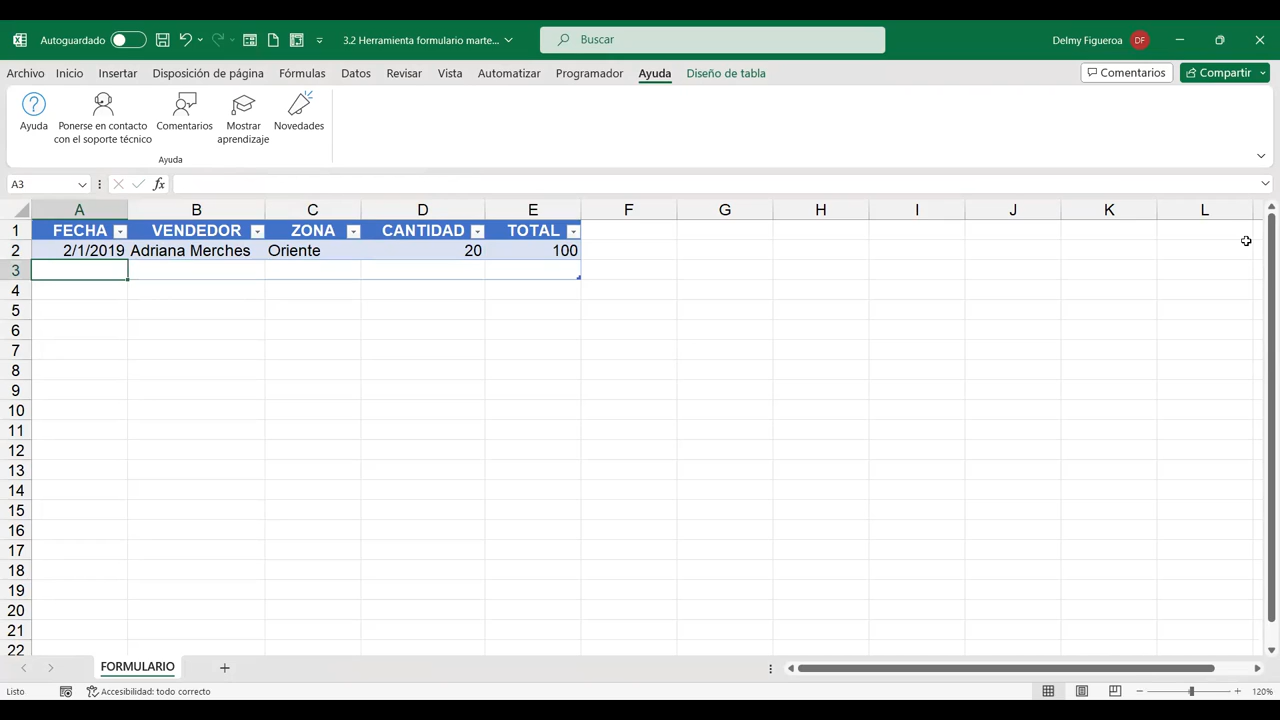 Autoguardado
3.2 Herramienta formulario marte...
Buscar
Delmy Figueroa
DF
Archivo Inicio Insertar Disposición de página Fórmulas Datos Revisar Vista Automatizar Programador Ayuda Diseño de tabla
Comentarios
Compartir
Ayuda
Ponerse en contacto
con el soporte técnico
Comentarios
Mostrar
aprendizaje
Novedades
Ayuda
A3
fx
A B C D E F G H I J K L
1 FECHA VENDEDOR ZONA CANTIDAD TOTAL
2 2/1/2019 Adriana Merches Oriente 20 100
3
4
5
6
7
8
9
10
11
12
13
14
15
16
17
18
19
20
21
22
FORMULARIO
Listo
Accesibilidad: todo correcto
120%